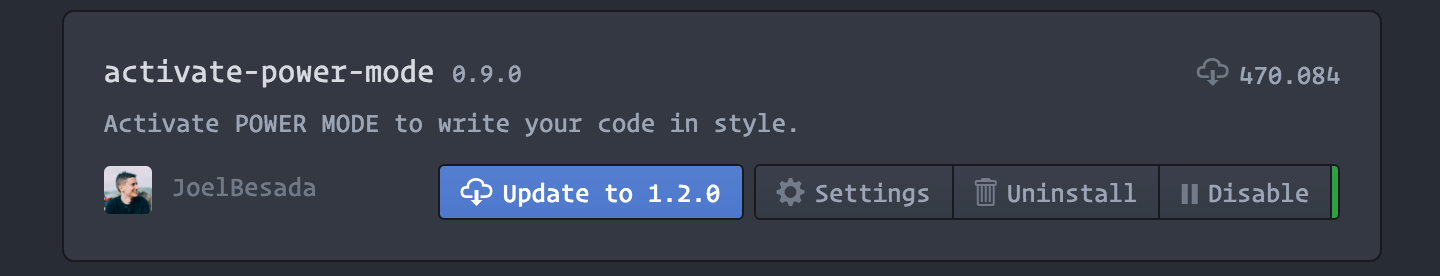 activate-power-mode 0.9.0 470.084
Activate POWER MODE to write your code in style.
JoelBesada Update to 1.2.0 Settings Uninstall Disable